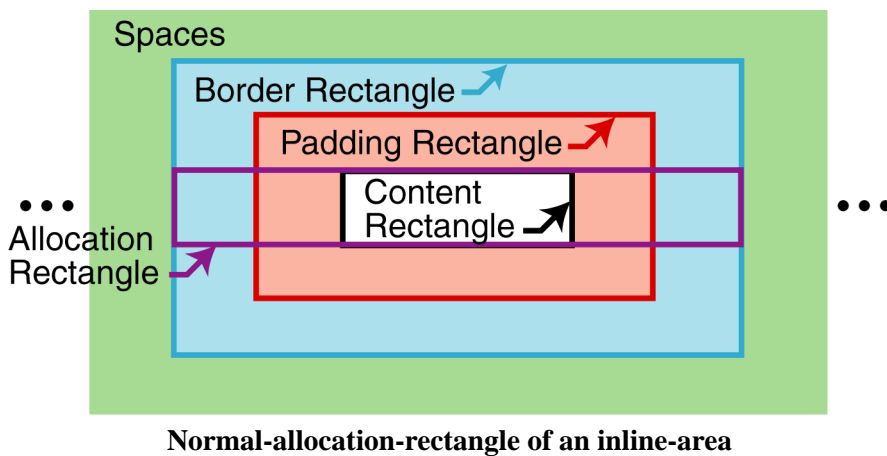 Spaces
Border Rectangle
Padding Rectangle
Content
Rectangle
••• •••
Allocation
Rectangle
Normal-allocation-rectangle of an inline-area